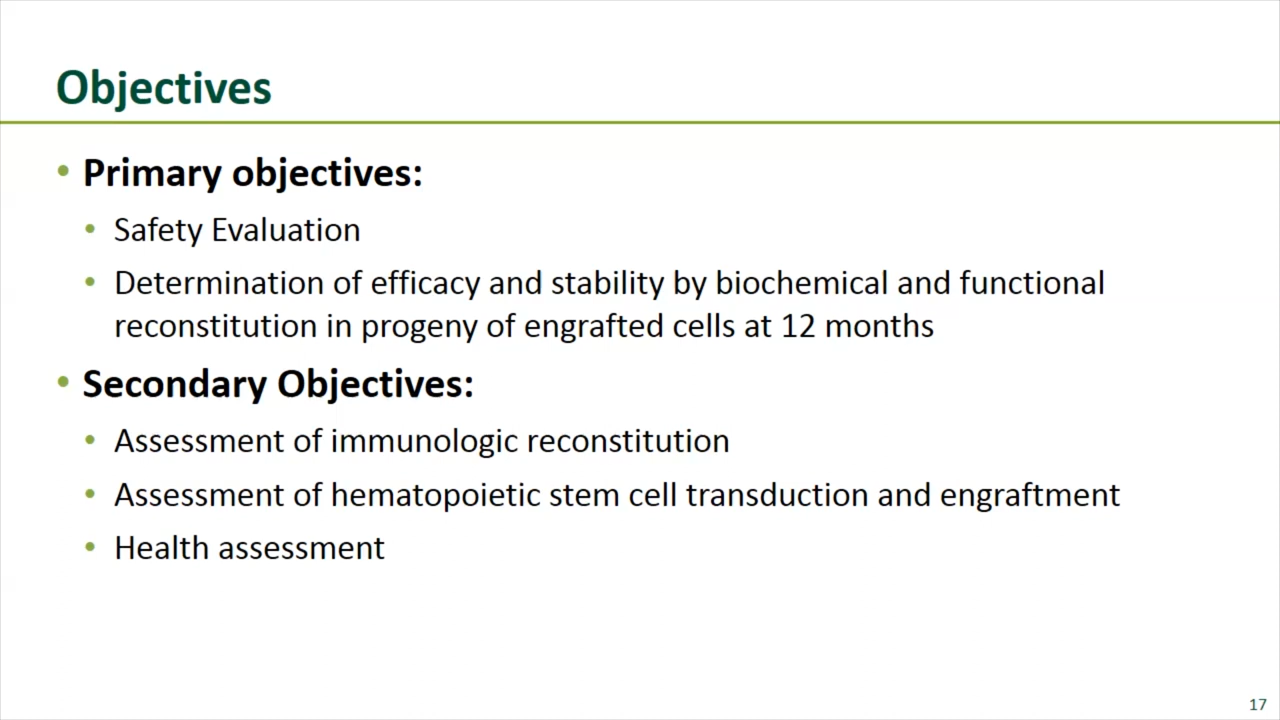 Objectives
• Primary objectives:
• Safety Evaluation
• Determination of efficacy and stability by biochemical and functional
reconstitution in progeny of engrafted cells at 12 months
• Secondary Objectives:
• Assessment of immunologic reconstitution
• Assessment of hematopoietic stem cell transduction and engraftment
• Health assessment
17